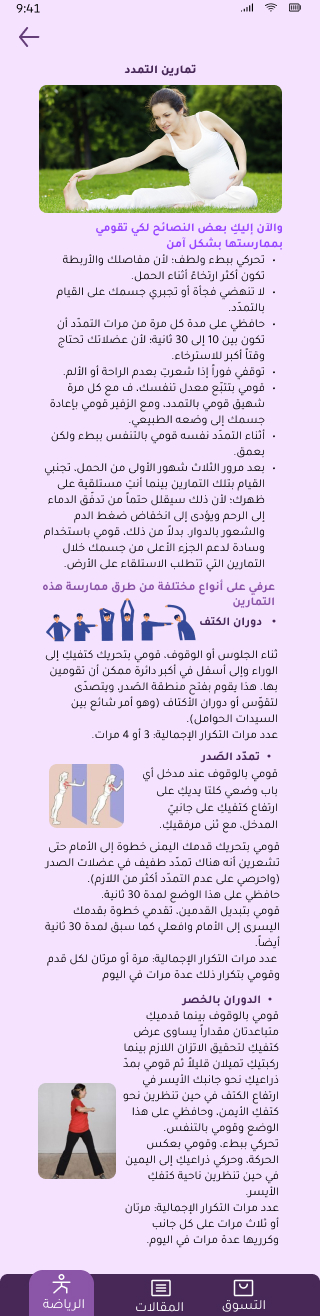 9:41
تمارين التمدد
والآن إليكِ بعض النصائح لكي تقومي
بممارستها بشكل آمن
• تحركي ببطء ولطف؛ لأن مفاصلك والأربطة
تكون أكثر ارتخاءً أثناء الحمل.
• لا تنهضي فجأة أو تجبري جسمك على القيام
بالتمدّد.
• حافظي على مدة كل مرة من مرات التمدّد أن
تكون بين 10 إلى 30 ثانية؛ لأن عضلاتك تحتاج
وقتاً أكبر للاسترخاء.
• توقفي فوراً إذا شعرتِ بعدم الراحة أو الألم.
• قومي بتتبّع معدل تنفسك، ف مع كل مرة
شهيق قومي بالتمدد، ومع الزفير قومي بإعادة
جسمك إلى وضعه الطبيعي.
• أثناء التمدّد نفسه قومي بالتنفس ببطء ولكن
بعمق.
• بعد مرور الثلاث شهور الأولى من الحمل، تجنبي
القيام بتلك التمارين بينما أنتِ مستلقية على
ظهرك؛ لأن ذلك سيقلل حتماً من تدفّق الدماء
إلى الرحم ويؤدى إلى انخفاض ضغط الدم
والشعور بالدوار. بدلاً من ذلك، قومي باستخدام
وسادة لدعم الجزء الأعلى من جسمك خلال
التمارين التي تتطلب الاستلقاء على الأرض.
عرفي على أنواع مختلفة من طرق ممارسة هذه
التمارين
• دوران الكتف
ثناء الجلوس أو الوقوف، قومي بتحريك كتفيكِ إلى
الوراء وإلى أسفل في أكبر دائرة ممكن أن تقومين
بها. هذا يقوم بفتح منطقة الصّدر، ويتصدّى
لتقوّس أو دوران الأكتاف (وهو أمر شائع بين
السيدات الحوامل).
عدد مرات التكرار الإجمالية: 3 أو 4 مرات.
• تمدّد الصّدر
قومي بالوقوف عند مدخل أي
باب وضعي كلتا يديكِ على
ارتفاع كتفيكِ على جانبيّ
المدخل، مع ثنى مرفقيكِ.
قومي بتحريك قدمك اليمنى خطوة إلى الأمام حتى
تشعرين أنه هناك تمدّد طفيف في عضلات الصدر
(واحرصي على عدم التمدّد أكثر من اللازم).
حافظي على هذا الوضع لمدة 30 ثانية.
قومي بتبديل القدمين، تقدمي خطوة بقدمك
اليسرى إلى الأمام وافعلي كما سبق لمدة 30 ثانية
أيضاً.
عدد مرات التكرار الإجمالية: مرة أو مرتان لكل قدم
وقومي بتكرار ذلك عدة مرات في اليوم
• الدوران بالخصر
قومي بالوقوف بينما قدميكِ
متباعدتان مقداراً يساوى عرض
كتفيكِ لتحقيق الاتزان اللازم بينما
ركبتيكِ تميلان قليلاً ثم قومي بمدّ
ذراعيكِ نحو جانبك الأيسر في
ارتفاع الكتف في حين تنظرين نحو
كتفكِ الأيمن، وحافظي على هذا
الوضع وقومي بالتنفس.
تحركي ببطء، وقومي بعكس
الحركة، وحركي ذراعيكِ إلى اليمين
في حين تنظرين ناحية كتفكِ
الأيسر.
عدد مرات التكرار الإجمالية: مرتان
أو ثلاث مرات على كل جانب
وكرريها عدة مرات في اليوم.
التسوق
المقالات
الرياضة